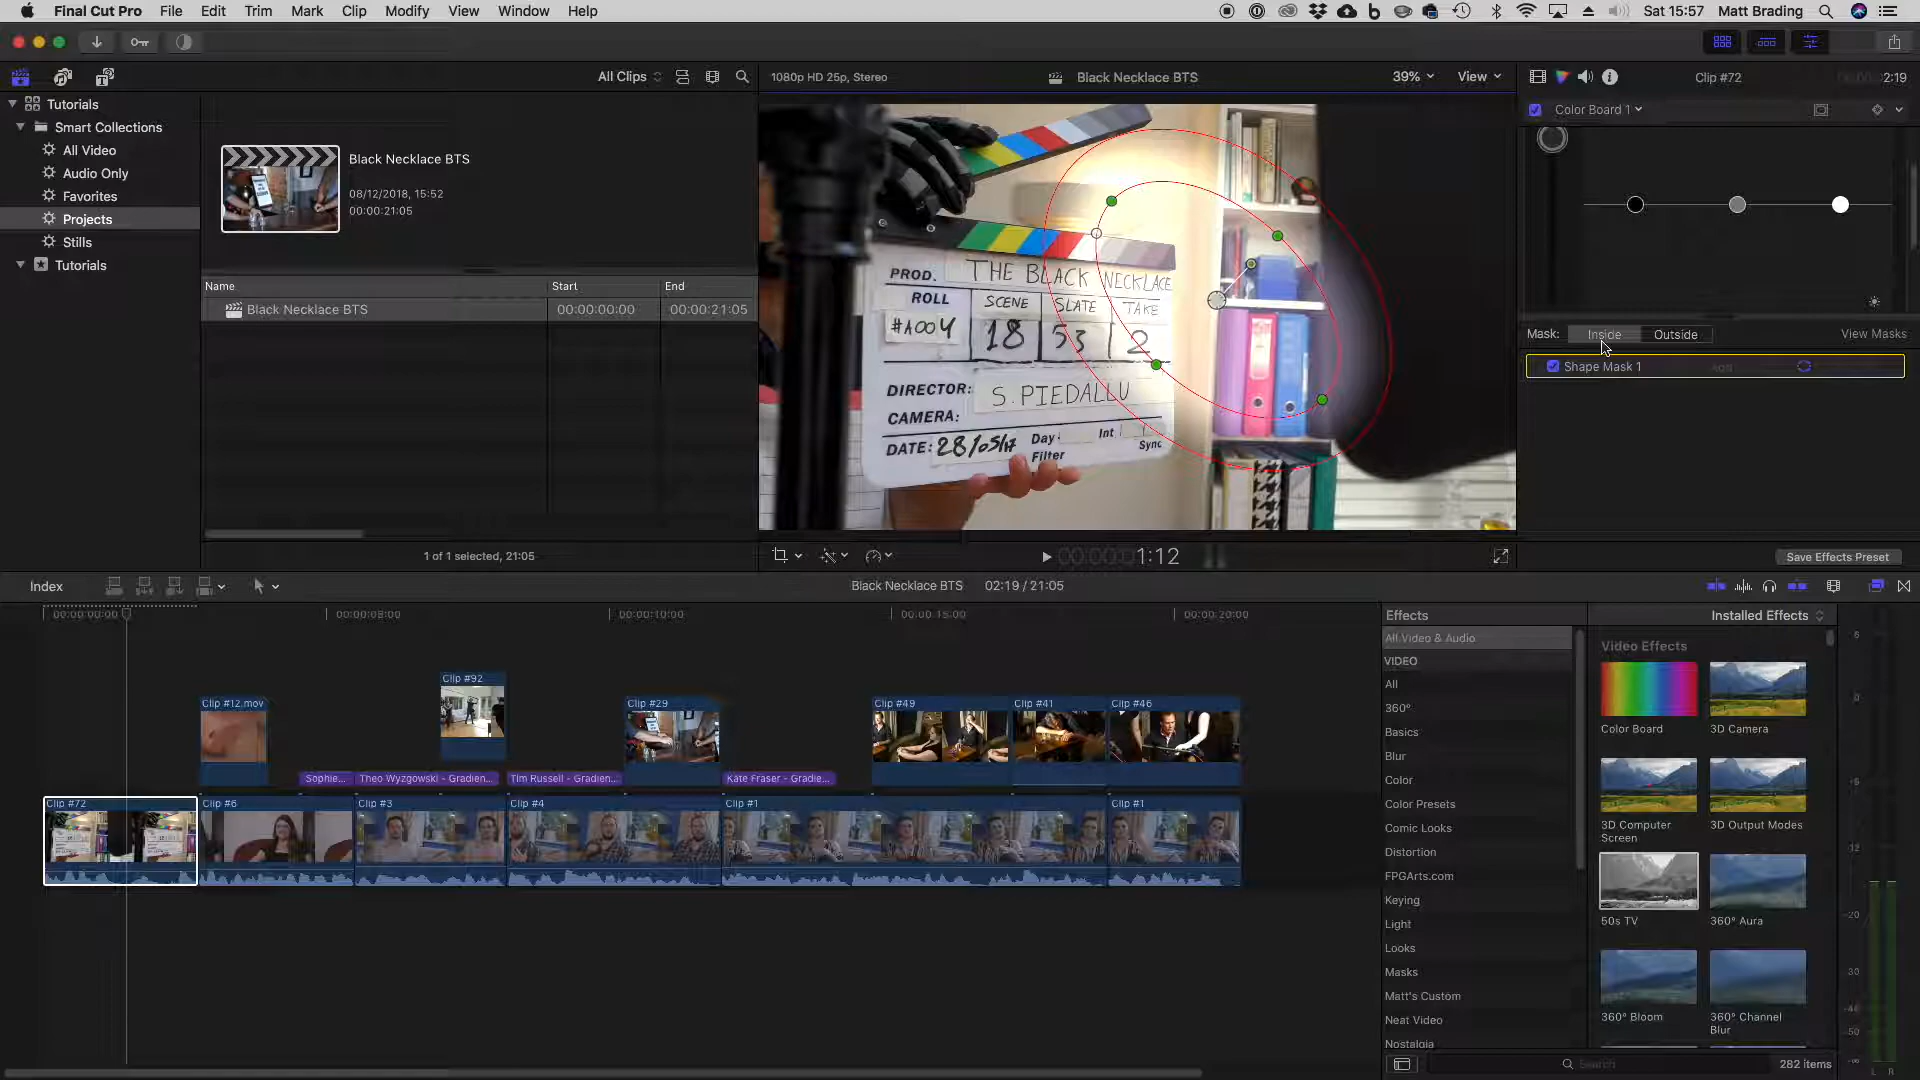 Final Cut Pro File Edit Trim Mark Clip Modify View Window Help
Sat 15:57 Matt Brading
All Clips
1080p HD 25p, Stereo
Black Necklace BTS
39%
View
Clip #72
2:19
Tutorials
Smart Collections
All Video
Audio Only
Favorites
Projects
Stills
Tutorials
Black Necklace BTS
08/12/2018, 15:52
00:00:21:05
Name Start End
Black Necklace BTS 00:00:00:00 00:00:21:05
1 of 1 selected, 21:05
PROD. THE BLACK NECKLACE
ROLL SCENE SLATE TAKE
#A004 18 53 2
DIRECTOR: S. PIEDALLU
CAMERA:
DATE: 28/05/17 Day Int
Filter Sync
1:12
Color Board 1
Mask: Inside Outside View Masks
Shape Mask 1
Save Effects Preset
Index
Black Necklace BTS 02:19 / 21:05
00:00:00:00 00:00:05:00 00:00:10:00 00:00:15:00 00:00:20:00
Clip #92
Clip #12.mov Clip #29 Clip #49 Clip #41 Clip #46
Sophie... Theo Wyzgowski - Gradien... Tim Russell - Gradien... Kate Fraser - Gradie...
Clip #72 Clip #6 Clip #3 Clip #4 Clip #1 Clip #1
Effects
Installed Effects
All Video & Audio
VIDEO
All
360°
Basics
Blur
Color
Color Presets
Comic Looks
Distortion
FPGArts.com
Keying
Light
Looks
Masks
Matt's Custom
Neat Video
Nostalgia
Video Effects
Color Board 3D Camera
3D Computer Screen
3D Output Modes
50s TV 360° Aura
360° Bloom 360° Channel Blur
Search
282 items
6
0
12
-20
30
-50
L R